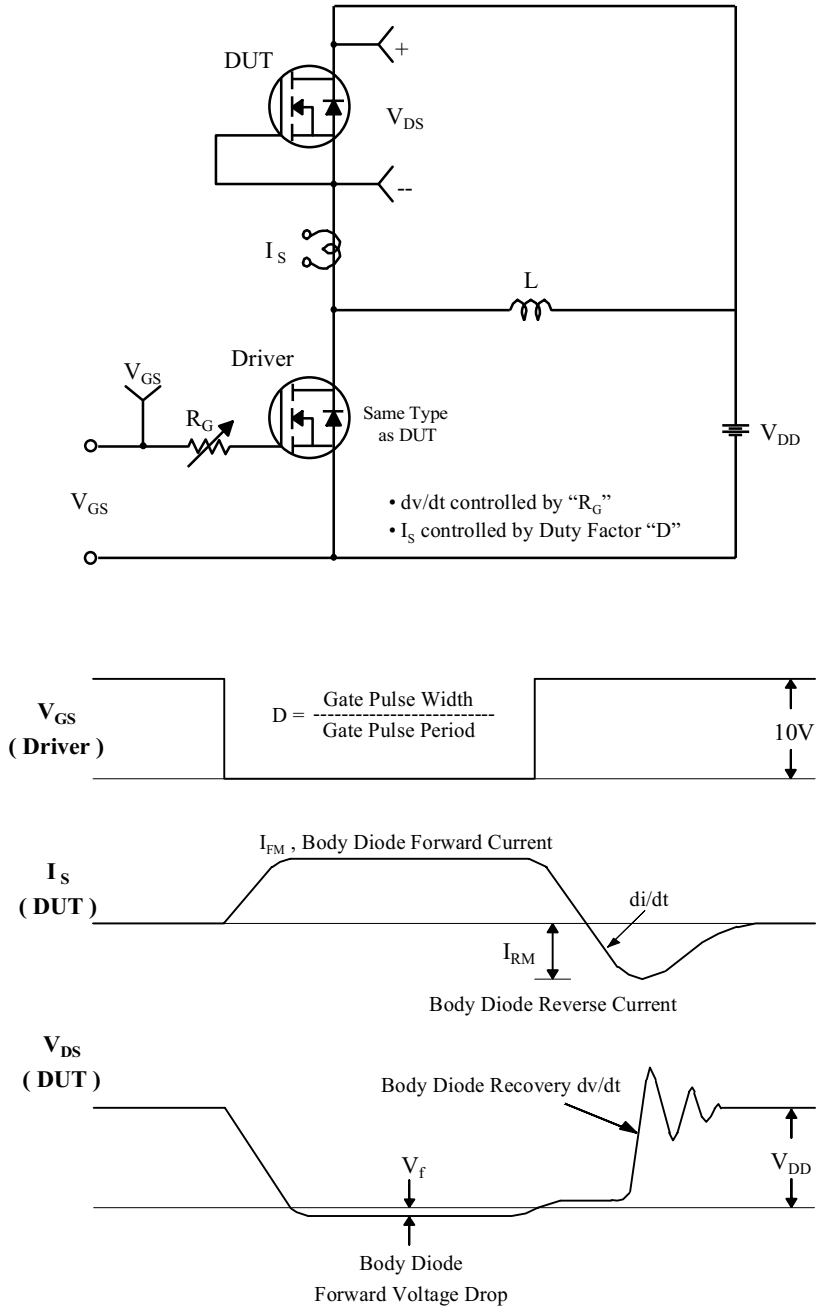 DUT
+
V_DS
--
I_S
L
Driver
V_GS
R_G
Same Type
as DUT
V_DD
V_GS
• dv/dt controlled by “R_G”
• I_S controlled by Duty Factor “D”
V_GS
( Driver )
D = Gate Pulse Width
--------------------------
Gate Pulse Period
10V
I_FM , Body Diode Forward Current
I_S
( DUT )
di/dt
I_RM
Body Diode Reverse Current
V_DS
( DUT )
Body Diode Recovery dv/dt
V_f
V_DD
Body Diode
Forward Voltage Drop